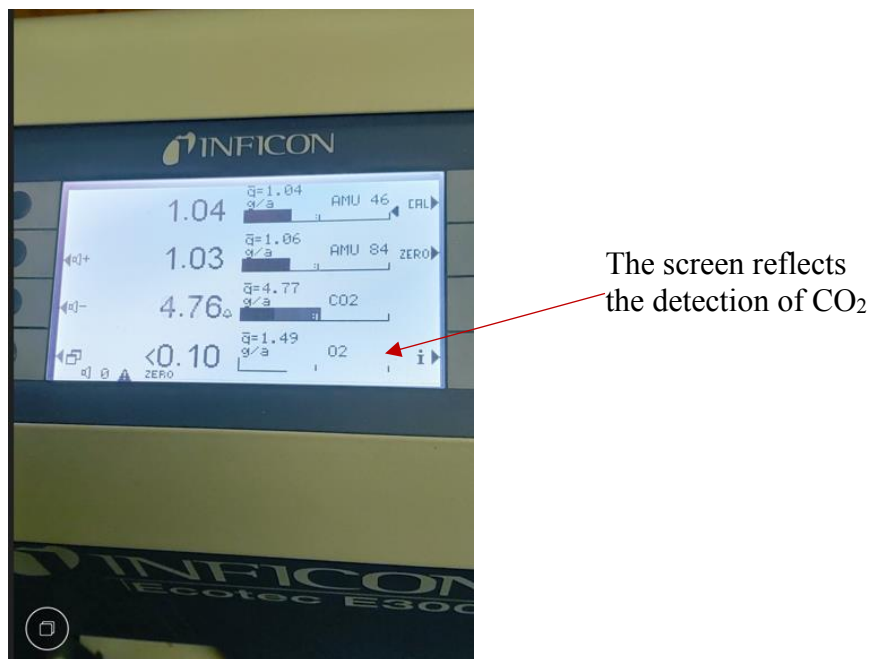 INFICON
q̄=1.04
1.04 g/a AMU 46 CAL
q̄=1.06
1.03 g/a AMU 84 ZERO
q̄=4.77
4.76 g/a CO2
q̄=1.49
<0.10 g/a O2 i
0 ZERO
The screen reflects
the detection of CO₂
INFICON
Ecotec E300